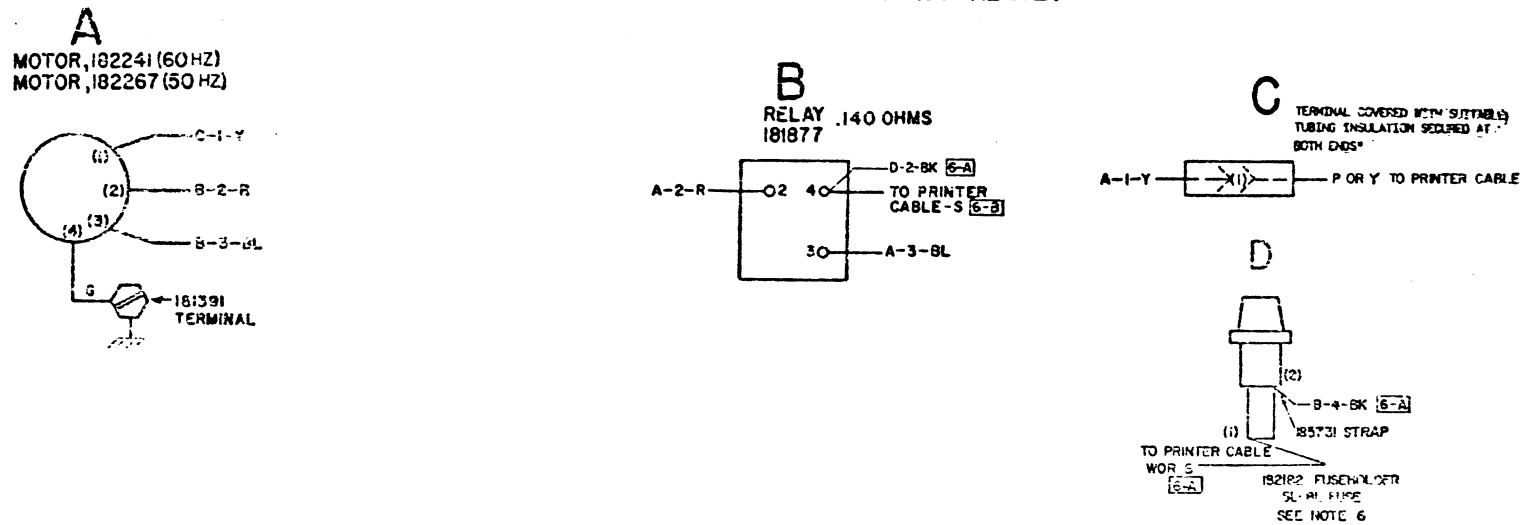 A
MOTOR, 182241 (60 HZ)
MOTOR, 182267 (50 HZ)
(1)
C-1-Y
(2)
B-2-R
(3)
B-3-BL
(4)
G
181391
TERMINAL
B
RELAY .140 OHMS
181877
A-2-R
2
4
D-2-BK 6-A
TO PRINTER
CABLE-S 6-B
3
A-3-BL
C
TERMINAL COVERED WITH SUITABLE
TUBING INSULATION SECURED AT
BOTH ENDS
A-1-Y
(1)
P OR Y TO PRINTER CABLE
D
(2)
B-4-BK 6-A
185731 STRAP
(1)
TO PRINTER CABLE
W OR S
6-A
182182 FUSEHOLDER
FUSE
SEE NOTE 6